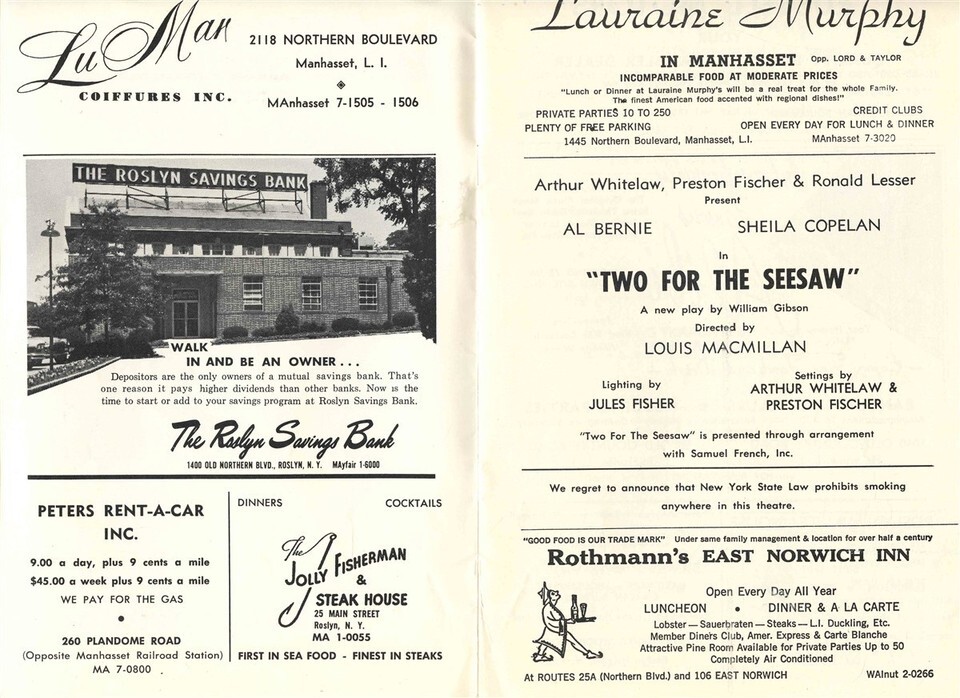 Lu Man
COIFFURES INC.
2118 NORTHERN BOULEVARD
Manhasset, L. I.
MAnhasset 7-1505 - 1506
THE ROSLYN SAVINGS BANK
WALK
IN AND BE AN OWNER . . .
Depositors are the only owners of a mutual savings bank. That's
one reason it pays higher dividends than other banks. Now is the
time to start or add to your savings program at Roslyn Savings Bank.
The Roslyn Savings Bank
1400 OLD NORTHERN BLVD., ROSLYN, N. Y. MAyfair 1-6000
PETERS RENT-A-CAR
INC.
9.00 a day, plus 9 cents a mile
$45.00 a week plus 9 cents a mile
WE PAY FOR THE GAS
260 PLANDOME ROAD
(Opposite Manhasset Railroad Station)
MA 7-0800
DINNERS COCKTAILS
The
JOLLY FISHERMAN
&
STEAK HOUSE
25 MAIN STREET
Roslyn, N. Y.
MA 1-0055
FIRST IN SEA FOOD - FINEST IN STEAKS
Lauraine Murphy
IN MANHASSET Opp. LORD & TAYLOR
INCOMPARABLE FOOD AT MODERATE PRICES
"Lunch or Dinner at Lauraine Murphy's will be a real treat for the whole Family.
The finest American food accented with regional dishes!"
PRIVATE PARTIES 10 TO 250 CREDIT CLUBS
PLENTY OF FREE PARKING OPEN EVERY DAY FOR LUNCH & DINNER
1445 Northern Boulevard, Manhasset, L.I. MAnhasset 7-3020
Arthur Whitelaw, Preston Fischer & Ronald Lesser
Present
AL BERNIE SHEILA COPELAN
In
"TWO FOR THE SEESAW"
A new play by William Gibson
Directed by
LOUIS MACMILLAN
Lighting by
JULES FISHER
Settings by
ARTHUR WHITELAW &
PRESTON FISCHER
"Two For The Seesaw" is presented through arrangement
with Samuel French, Inc.
We regret to announce that New York State Law prohibits smoking
anywhere in this theatre.
"GOOD FOOD IS OUR TRADE MARK" Under same family management & location for over half a century
Rothmann's EAST NORWICH INN
Open Every Day All Year
LUNCHEON • DINNER & A LA CARTE
Lobster — Sauerbraten — Steaks — L.I. Duckling, Etc.
Member Diners Club, Amer. Express & Carte Blanche
Attractive Pine Room Available for Private Parties Up to 50
Completely Air Conditioned
At ROUTES 25A (Northern Blvd.) and 106 EAST NORWICH WAlnut 2-0266